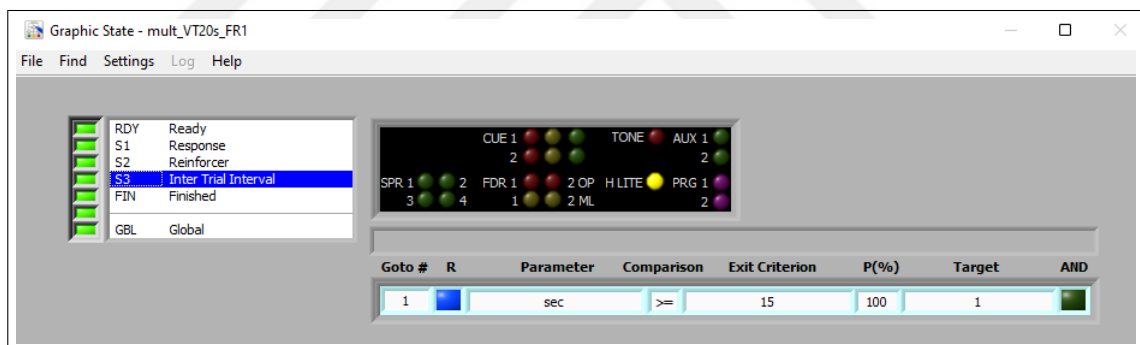 Graphic State - mult_VT20s_FR1
File Find Settings Log Help
RDY Ready
S1 Response
S2 Reinforcer
S3 Inter Trial Interval
FIN Finished
GBL Global
CUE 1 TONE AUX 1
2 2
SPR 1 2 FDR 1 2 OP H LITE PRG 1
3 4 1 2 ML 2
Goto # R Parameter Comparison Exit Criterion P(%) Target AND
1 sec >= 15 100 1